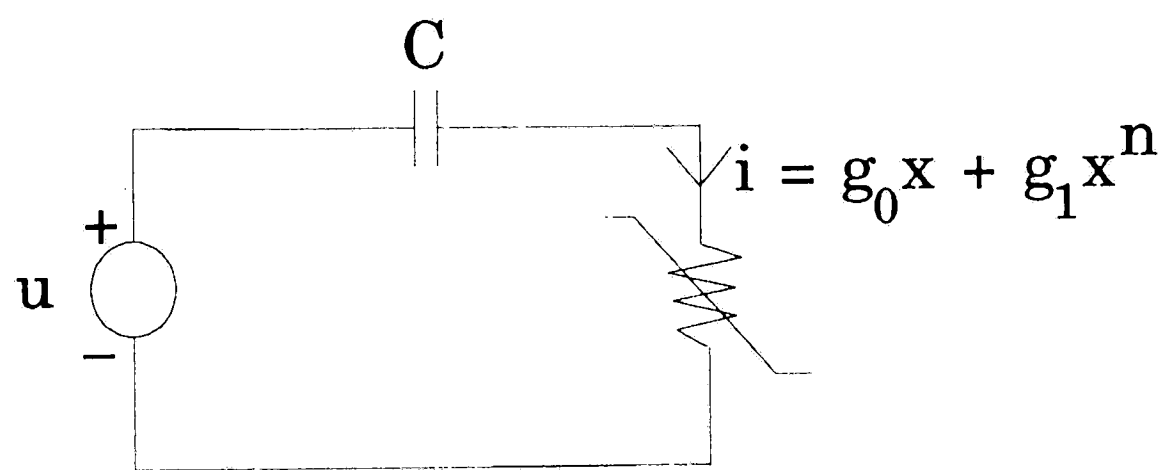 C
i = g₀x + g₁xⁿ
+
u
−